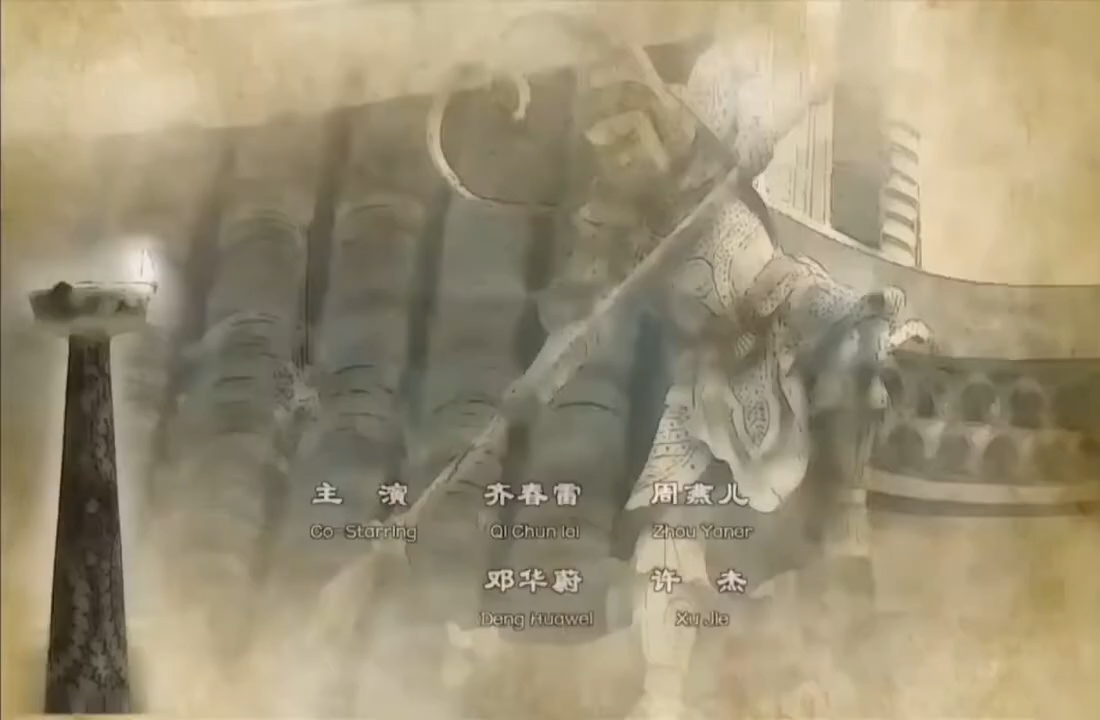 主 演 齐春雷 周燕儿
Co-Starring Qi Chun lei Zhou Yaner
邓华蔚 许 杰
Deng Huawei Xu Jie